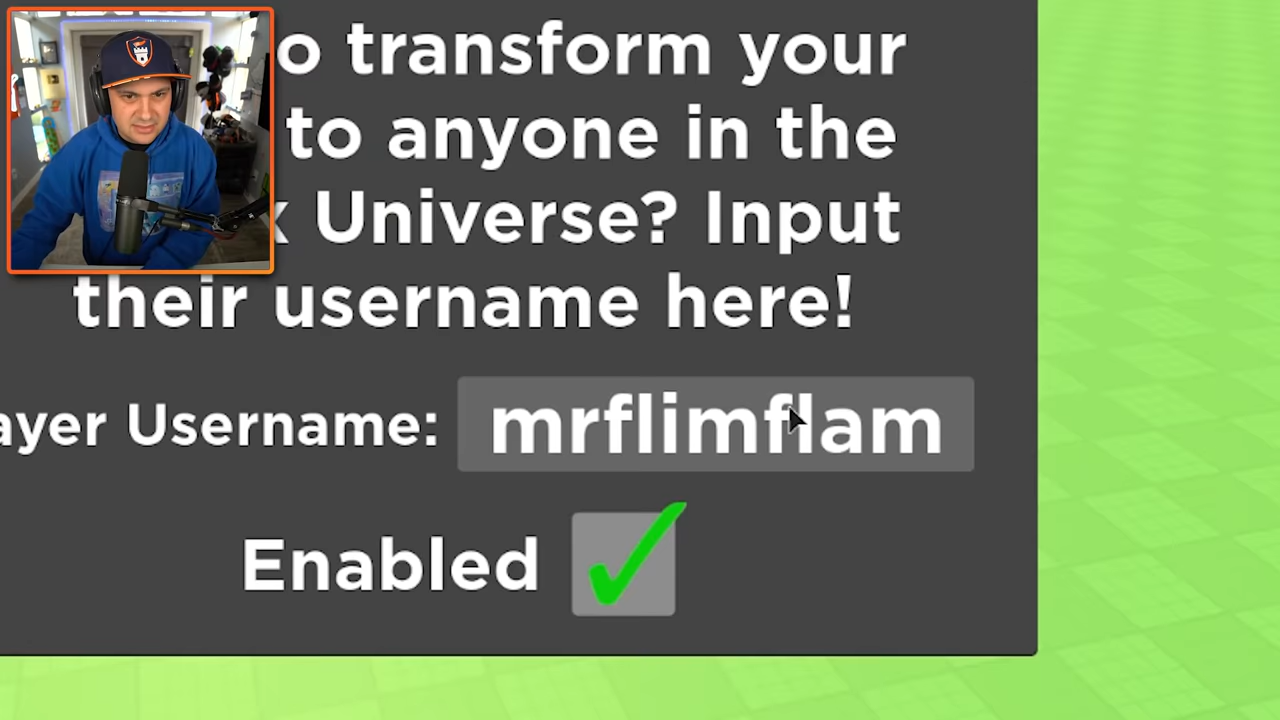 o transform your
to anyone in the
x Universe? Input
their username here!
ayer Username: mrflimflam
Enabled